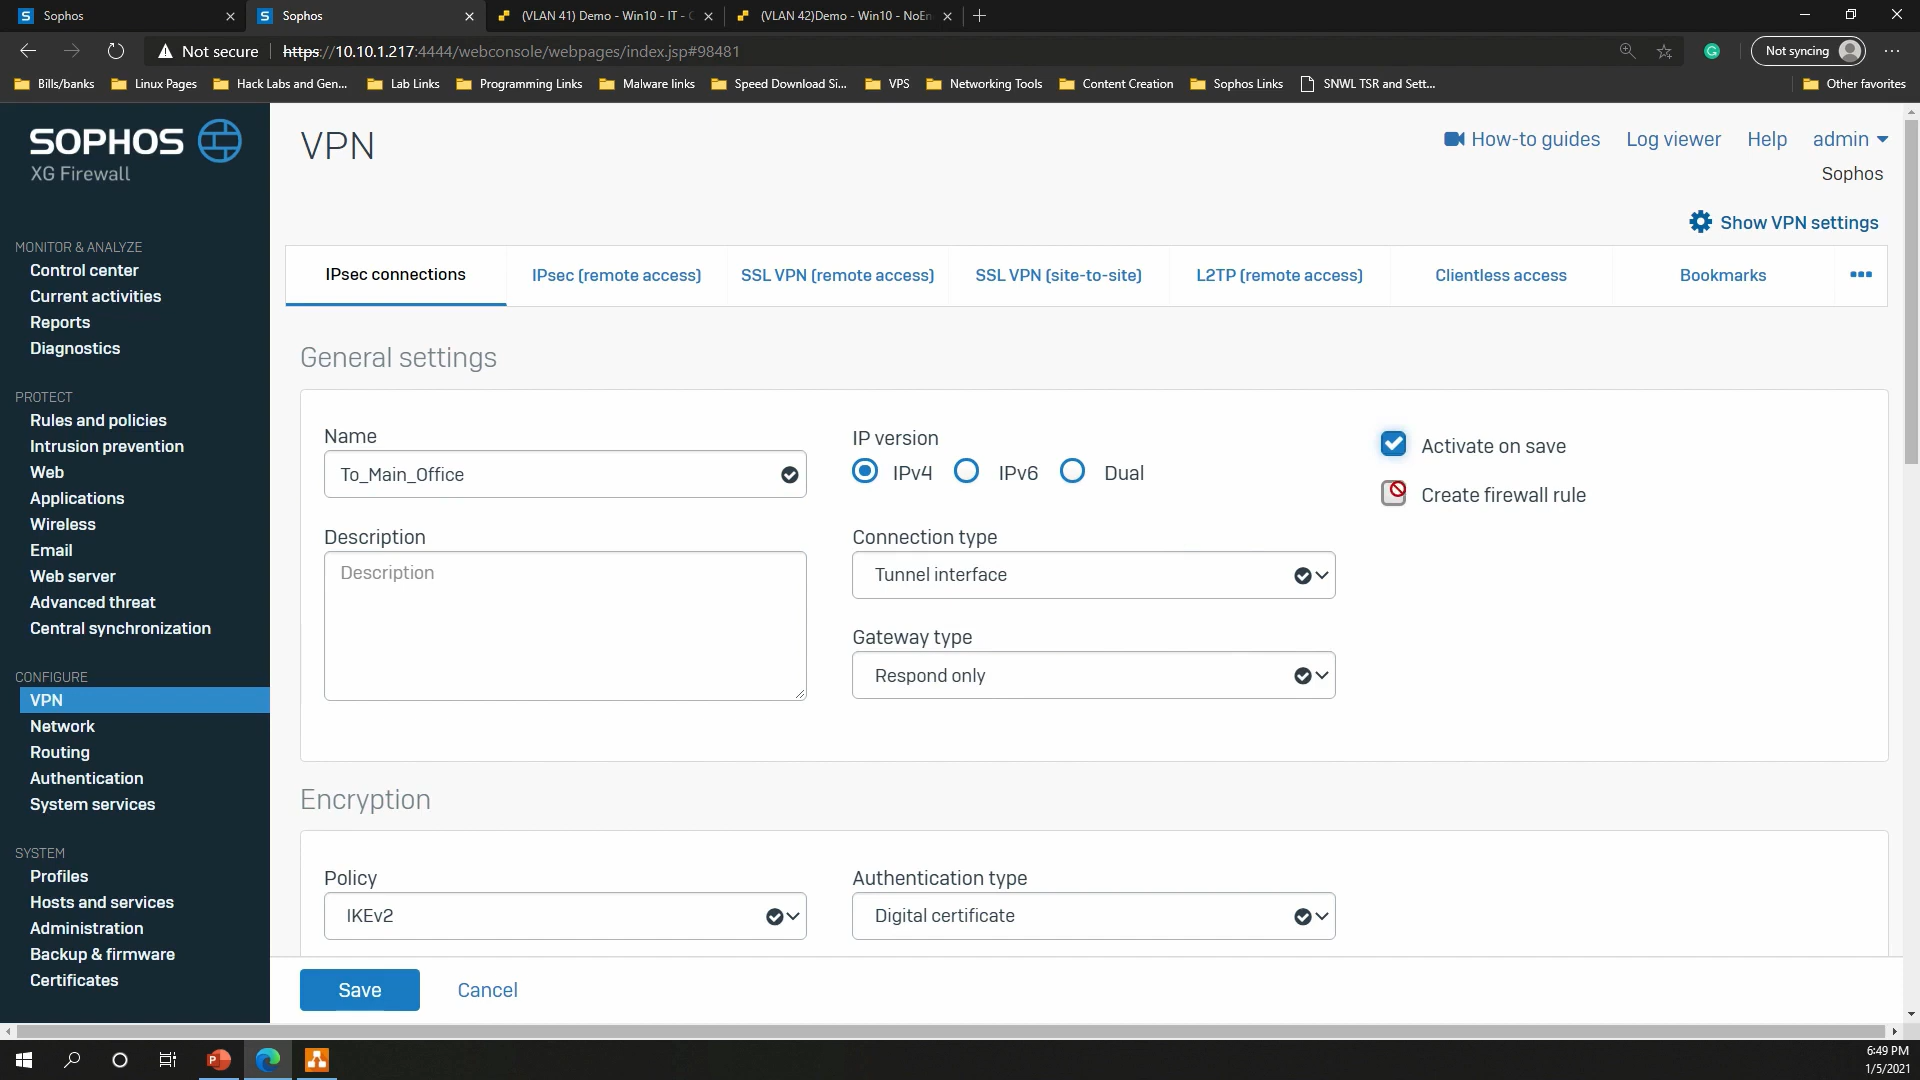 Sophos
Sophos
(VLAN 41) Demo - Win10 - IT - C
(VLAN 42)Demo - Win10 - NoEn
Not secure
https://10.10.1.217:4444/webconsole/webpages/index.jsp#98481
Not syncing
Bills/banks
Linux Pages
Hack Labs and Gen...
Lab Links
Programming Links
Malware links
Speed Download Si...
VPS
Networking Tools
Content Creation
Sophos Links
SNWL TSR and Sett...
Other favorites
SOPHOS
XG Firewall
MONITOR & ANALYZE
Control center
Current activities
Reports
Diagnostics
PROTECT
Rules and policies
Intrusion prevention
Web
Applications
Wireless
Email
Web server
Advanced threat
Central synchronization
CONFIGURE
VPN
Network
Routing
Authentication
System services
SYSTEM
Profiles
Hosts and services
Administration
Backup & firmware
Certificates
VPN
How-to guides
Log viewer
Help
admin
Sophos
Show VPN settings
IPsec connections
IPsec (remote access)
SSL VPN (remote access)
SSL VPN (site-to-site)
L2TP (remote access)
Clientless access
Bookmarks
General settings
Name
To_Main_Office
Description
Description
IP version
IPv4
IPv6
Dual
Connection type
Tunnel interface
Gateway type
Respond only
Activate on save
Create firewall rule
Encryption
Policy
IKEv2
Authentication type
Digital certificate
Save
Cancel
6:49 PM
1/5/2021